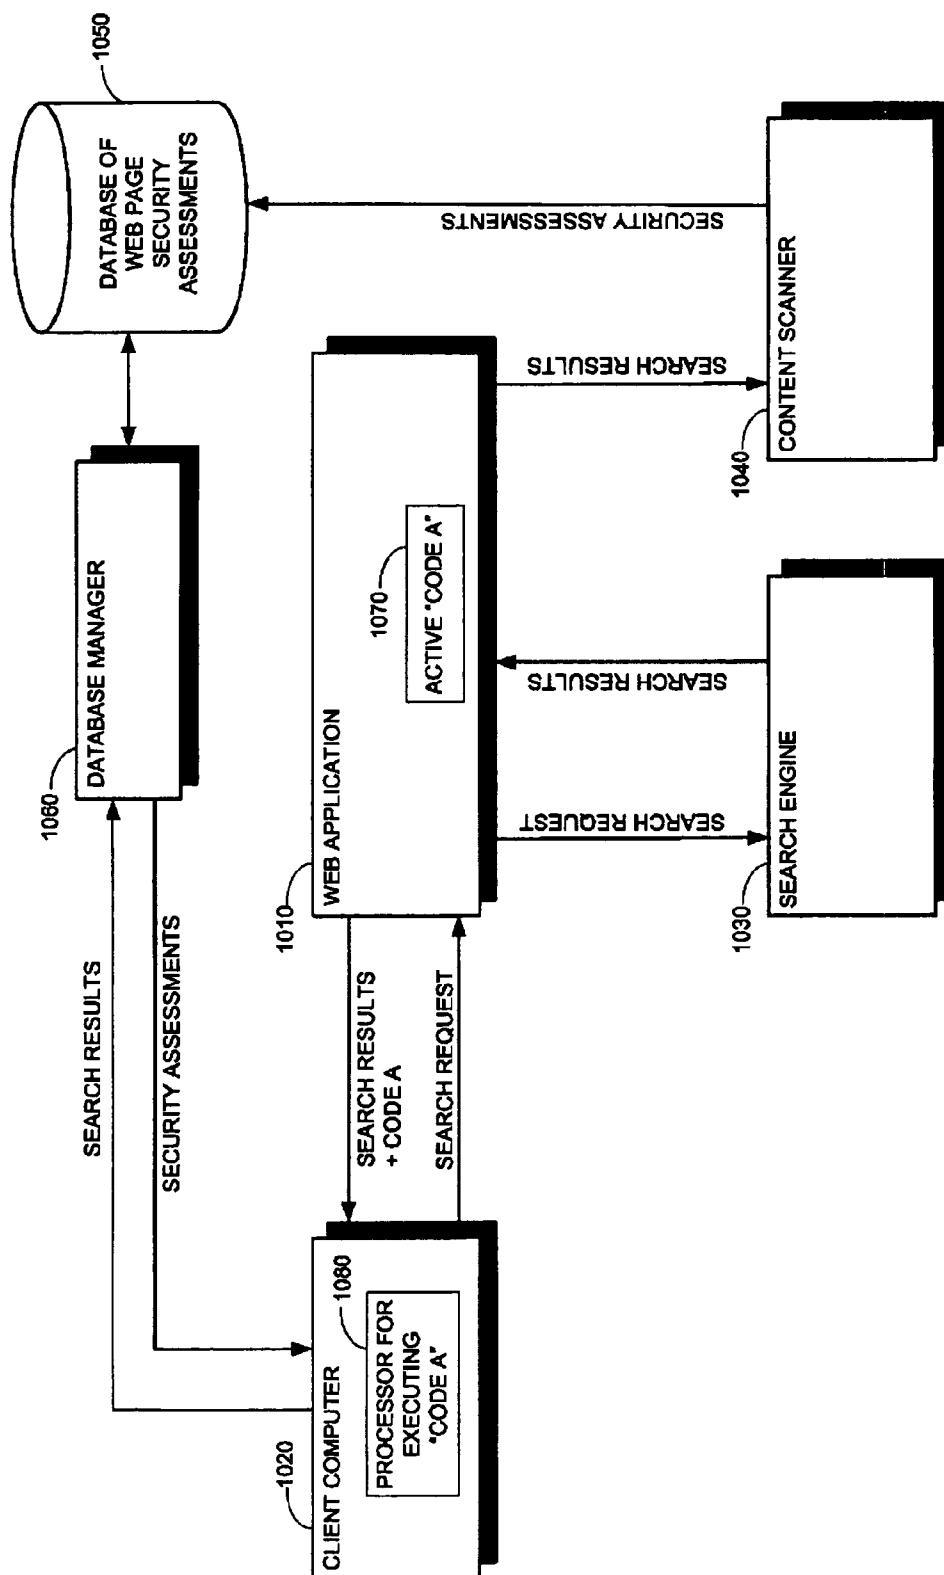 1050
DATABASE OF
WEB PAGE
SECURITY
ASSESSMENTS
1060
DATABASE MANAGER
SEARCH RESULTS
SECURITY ASSESSMENTS
1010
WEB APPLICATION
1070
ACTIVE "CODE A"
SEARCH RESULTS
+ CODE A
SEARCH REQUEST
1020
CLIENT COMPUTER
1080
PROCESSOR FOR
EXECUTING
"CODE A"
SEARCH REQUEST
SEARCH RESULTS
SEARCH RESULTS
SECURITY ASSESSMENTS
1030
SEARCH ENGINE
1040
CONTENT SCANNER